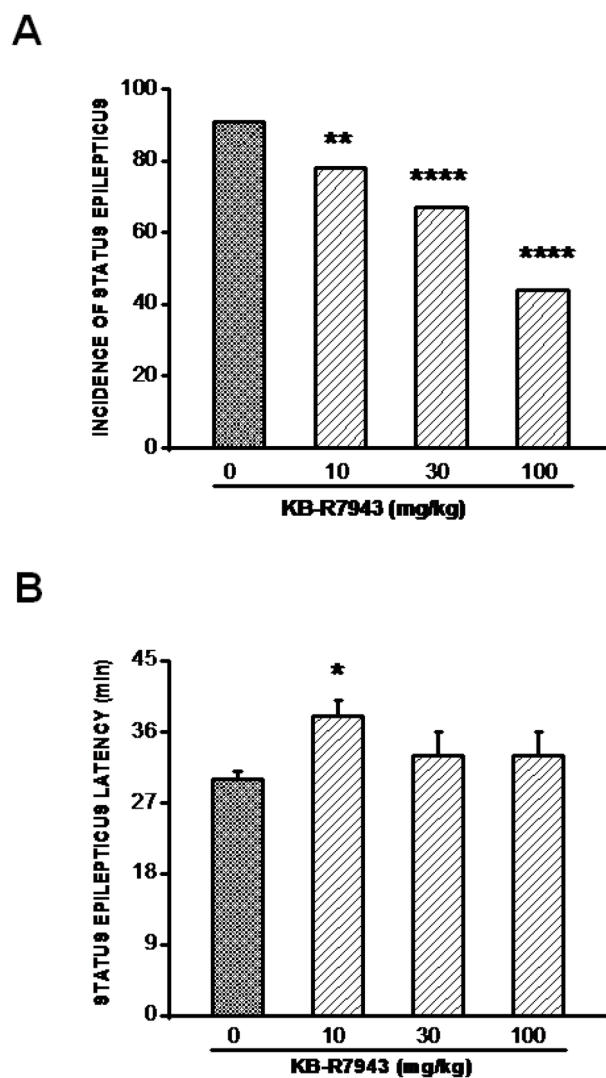 A
INCIDENCE OF STATUS EPILEPTICUS
100
80
60
40
20
0
**
****
****
0 10 30 100
KB-R7943 (mg/kg)
B
STATUS EPILEPTICUS LATENCY (min)
45
36
27
18
9
0
*
0 10 30 100
KB-R7943 (mg/kg)